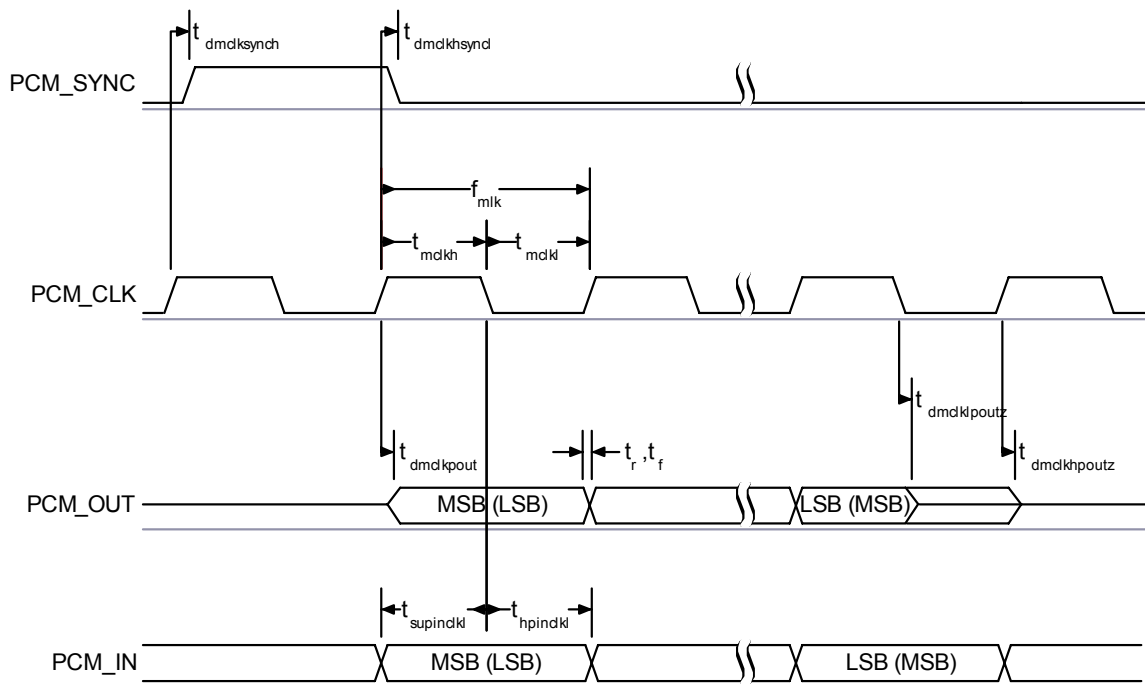 t dmclksynch
t dmclkhsyncl
PCM_SYNC
f mlk
t mclkh
t mclkl
PCM_CLK
t dmclklpoutz
t dmclkpout
t r ,t f
t dmclkhpoutz
PCM_OUT
MSB (LSB)
LSB (MSB)
t supinclkl
t hpinclkl
PCM_IN
MSB (LSB)
LSB (MSB)